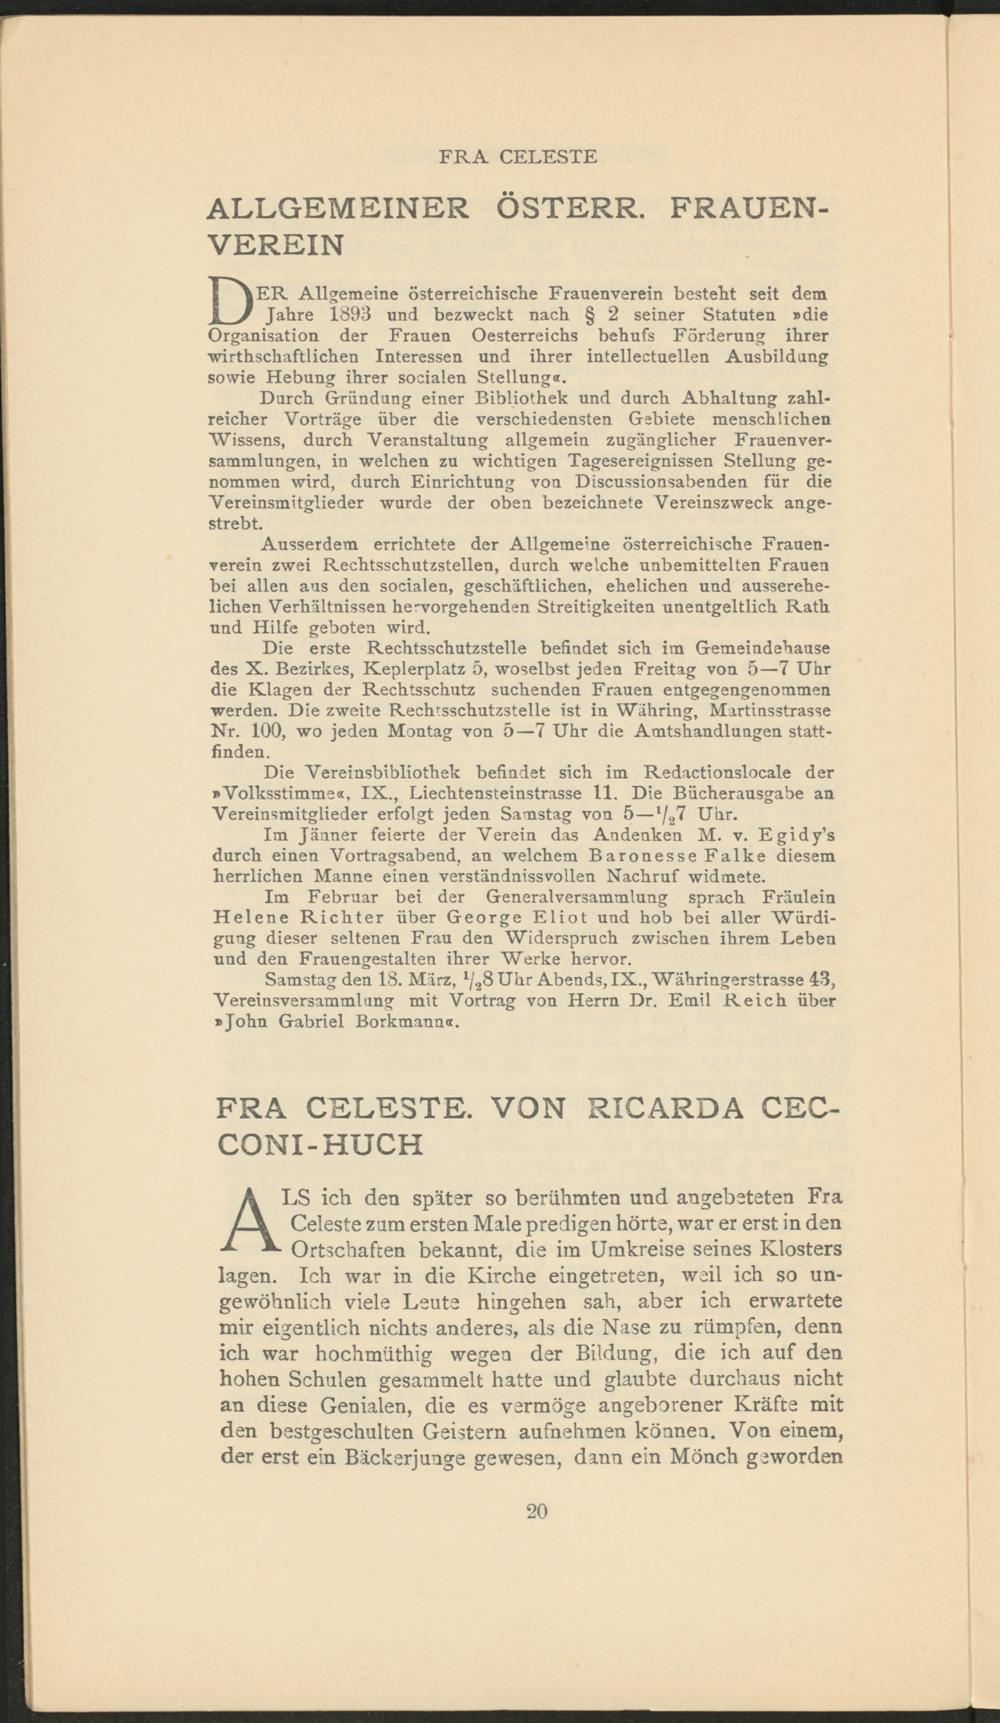 FRA CELESTE
ALLGEMEINER ÖSTERR. FRAUEN-
VEREIN
DER Allgemeine österreichische Frauenverein besteht seit dem
Jahre 1893 und bezweckt nach § 2 seiner Statuten »die
Organisation der Frauen Oesterreichs behufs Förderung ihrer
wirthschaftlichen Interessen und ihrer intellectuellen Ausbildung
sowie Hebung ihrer socialen Stellung«.
Durch Gründung einer Bibliothek und durch Abhaltung zahl-
reicher Vorträge über die verschiedensten Gebiete menschlichen
Wissens, durch Veranstaltung allgemein zugänglicher Frauenver-
sammlungen, in welchen zu wichtigen Tagesereignissen Stellung ge-
nommen wird, durch Einrichtung von Discussionsabenden für die
Vereinsmitglieder wurde der oben bezeichnete Vereinszweck ange-
strebt.
Ausserdem errichtete der Allgemeine österreichische Frauen-
verein zwei Rechtsschutzstellen, durch welche unbemittelten Frauen
bei allen aus den socialen, geschäftlichen, ehelichen und ausserehe-
lichen Verhältnissen hervorgehenden Streitigkeiten unentgeltlich Rath
und Hilfe geboten wird.
Die erste Rechtsschutzstelle befindet sich im Gemeindehause
des X. Bezirkes, Keplerplatz 5, woselbst jeden Freitag von 5—7 Uhr
die Klagen der Rechtsschutz suchenden Frauen entgegengenommen
werden. Die zweite Rechtsschutzstelle ist in Währing, Martinsstrasse
Nr. 100, wo jeden Montag von 5—7 Uhr die Amtshandlungen statt-
finden.
Die Vereinsbibliothek befindet sich im Redactionslocale der
»Volksstimme«, IX., Liechtensteinstrasse 11. Die Bücherausgabe an
Vereinsmitglieder erfolgt jeden Samstag von 5—1/27 Uhr.
Im Jänner feierte der Verein das Andenken M. v. Egidy's
durch einen Vortragsabend, an welchem Baronesse Falke diesem
herrlichen Manne einen verständnissvollen Nachruf widmete.
Im Februar bei der Generalversammlung sprach Fräulein
Helene Richter über George Eliot und hob bei aller Würdi-
gung dieser seltenen Frau den Widerspruch zwischen ihrem Leben
und den Frauengestalten ihrer Werke hervor.
Samstag den 18. März, 1/28 Uhr Abends, IX., Währingerstrasse 43,
Vereinsversammlung mit Vortrag von Herrn Dr. Emil Reich über
»John Gabriel Borkmann«.
FRA CELESTE. VON RICARDA CEC-
CONI-HUCH
ALS ich den später so berühmten und angebeteten Fra
Celeste zum ersten Male predigen hörte, war er erst in den
Ortschaften bekannt, die im Umkreise seines Klosters
lagen. Ich war in die Kirche eingetreten, weil ich so un-
gewöhnlich viele Leute hingehen sah, aber ich erwartete
mir eigentlich nichts anderes, als die Nase zu rümpfen, denn
ich war hochmüthig wegen der Bildung, die ich auf den
hohen Schulen gesammelt hatte und glaubte durchaus nicht
an diese Genialen, die es vermöge angeborener Kräfte mit
den bestgeschulten Geistern aufnehmen können. Von einem,
der erst ein Bäckerjunge gewesen, dann ein Mönch geworden
20